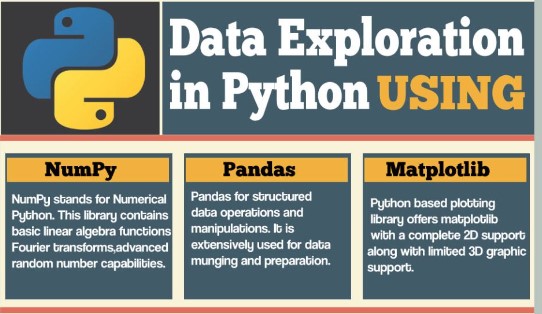 Data Exploration
in Python USING
NumPy
NumPy stands for Numerical
Python. This library contains
basic linear algebra functions
Fourier transforms,advanced
random number capabilities.
Pandas
Pandas for structured
data operations and
manipulations. It is
extensively used for data
munging and preparation.
Matplotlib
Python based plotting
library offers matplotlib
with a complete 2D support
along with limited 3D graphic
support.